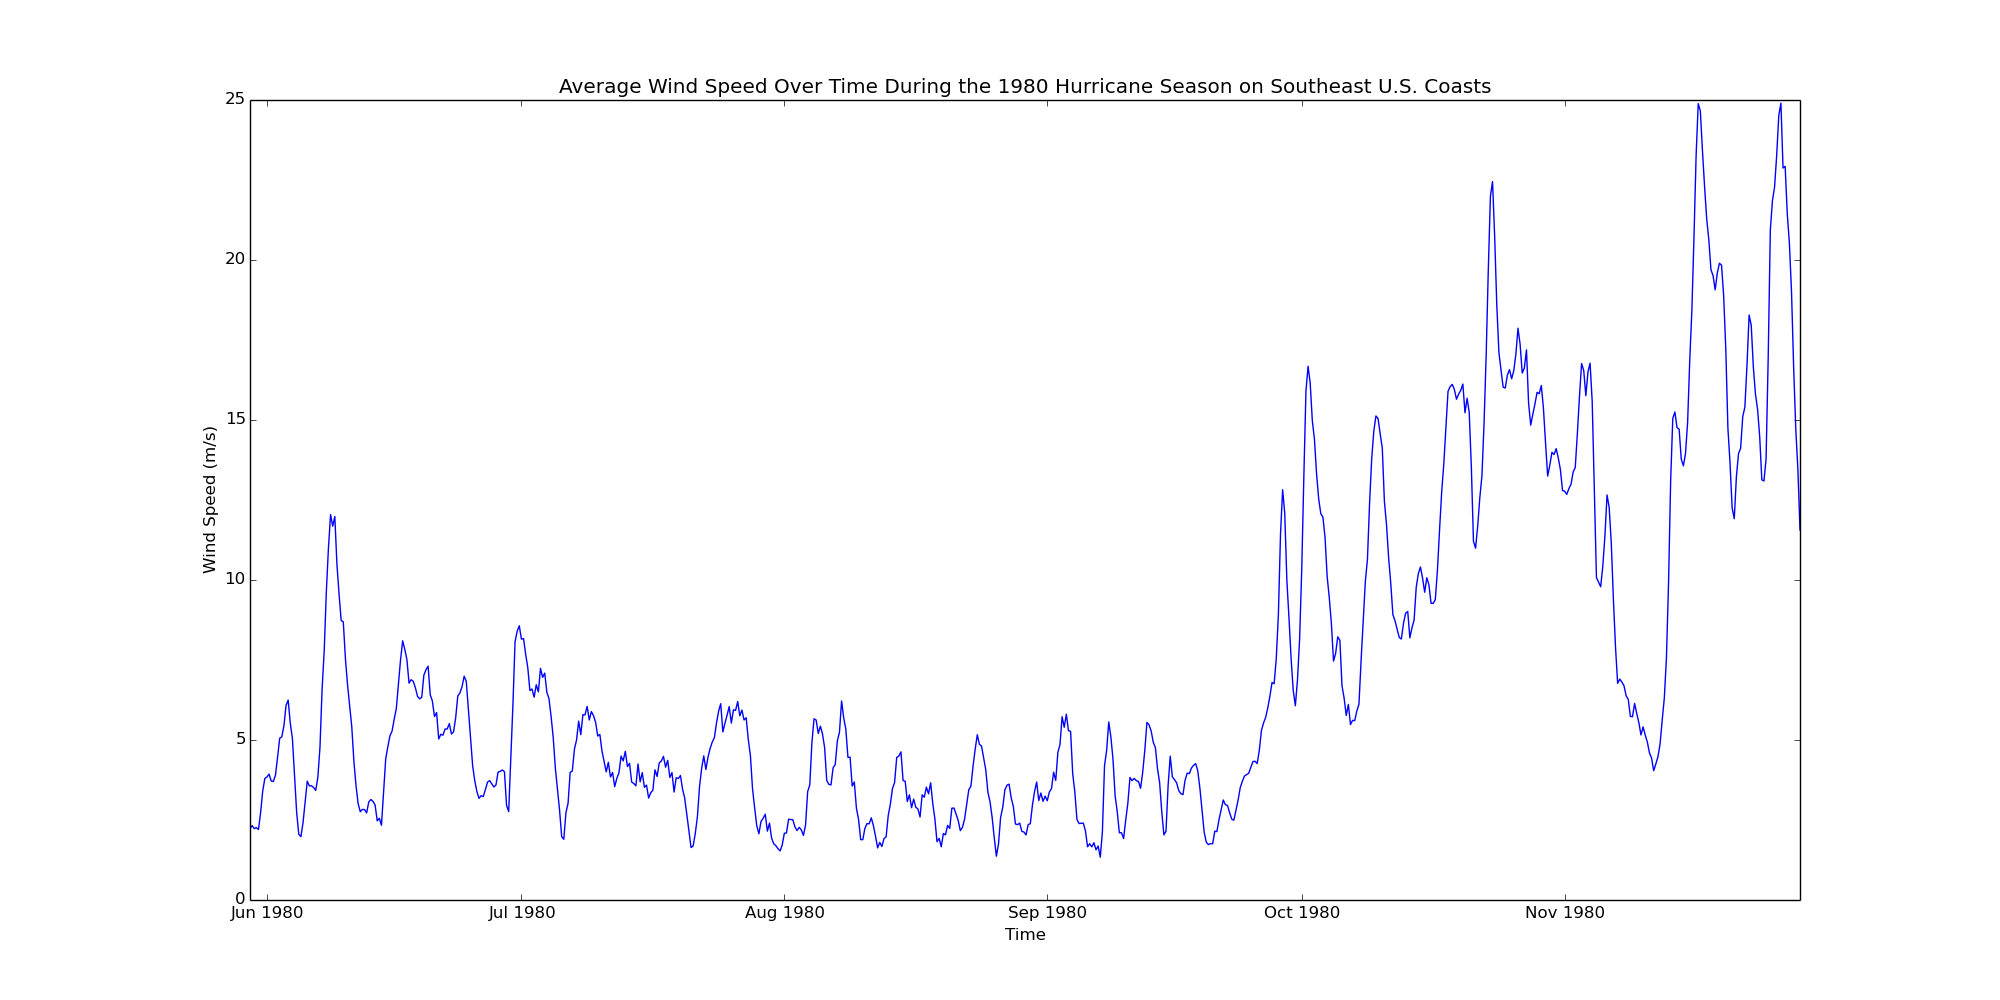 Average Wind Speed Over Time During the 1980 Hurricane Season on Southeast U.S. Coasts
25
20
15
10
5
0
Wind Speed (m/s)
Jun 1980 Jul 1980 Aug 1980 Sep 1980 Oct 1980 Nov 1980
Time